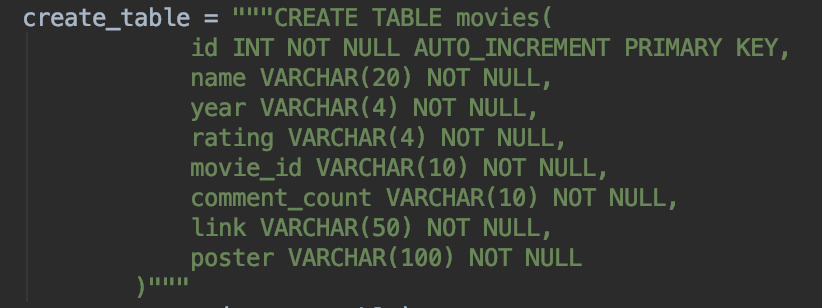 create_table = """CREATE TABLE movies(
id INT NOT NULL AUTO_INCREMENT PRIMARY KEY,
name VARCHAR(20) NOT NULL,
year VARCHAR(4) NOT NULL,
rating VARCHAR(4) NOT NULL,
movie_id VARCHAR(10) NOT NULL,
comment_count VARCHAR(10) NOT NULL,
link VARCHAR(50) NOT NULL,
poster VARCHAR(100) NOT NULL
)"""